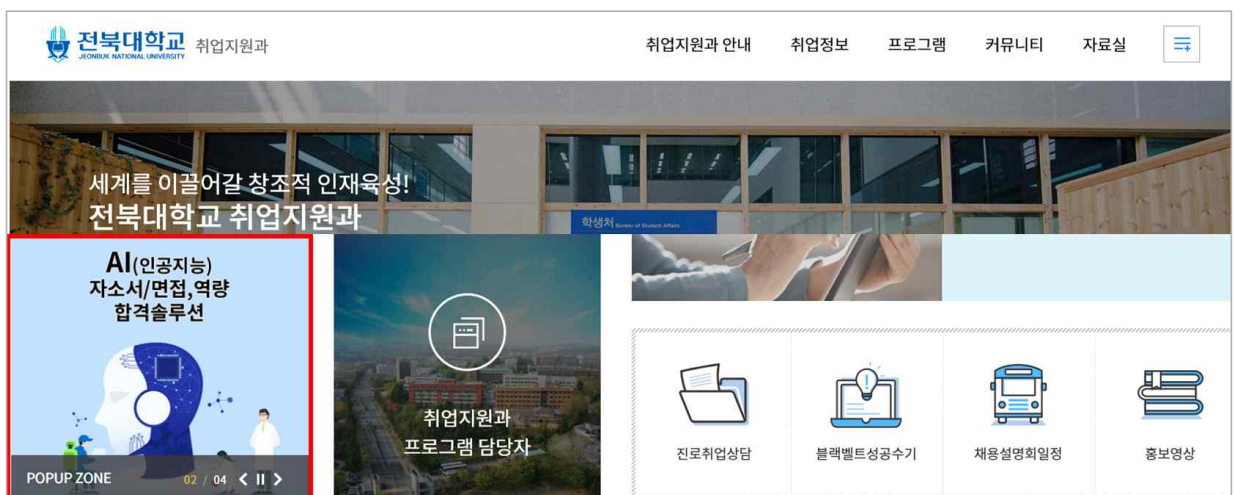 전북대학교 취업지원과
JEONBUK NATIONAL UNIVERSITY
취업지원과 안내 취업정보 프로그램 커뮤니티 자료실
세계를 이끌어갈 창조적 인재육성!
전북대학교 취업지원과
학생처 Bureau of Student Affairs
AI(인공지능)
자소서/면접,역량
합격솔루션
POPUP ZONE 02 / 04
취업지원과
프로그램 담당자
진로취업상담 블랙벨트성공수기 채용설명회일정 홍보영상